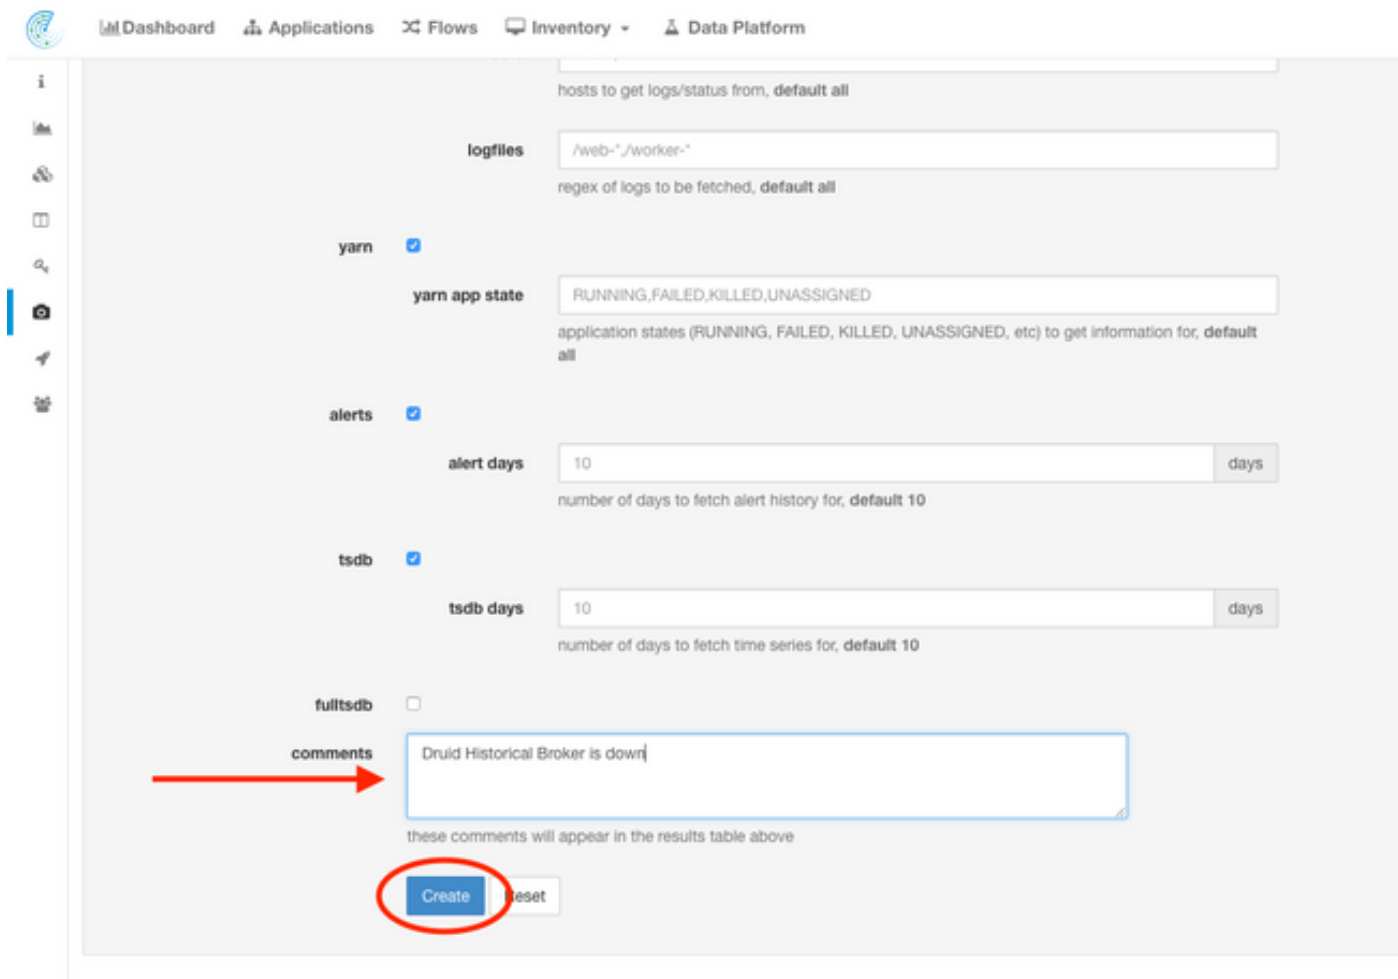 Dashboard Applications Flows Inventory Data Platform
hosts to get logs/status from, default all
logfiles /web-*,/worker-*
regex of logs to be fetched, default all
yarn
yarn app state RUNNING,FAILED,KILLED,UNASSIGNED
application states (RUNNING, FAILED, KILLED, UNASSIGNED, etc) to get information for, default
all
alerts
alert days 10 days
number of days to fetch alert history for, default 10
tsdb
tsdb days 10 days
number of days to fetch time series for, default 10
fulltsdb
comments Druid Historical Broker is down
these comments will appear in the results table above
Create Reset